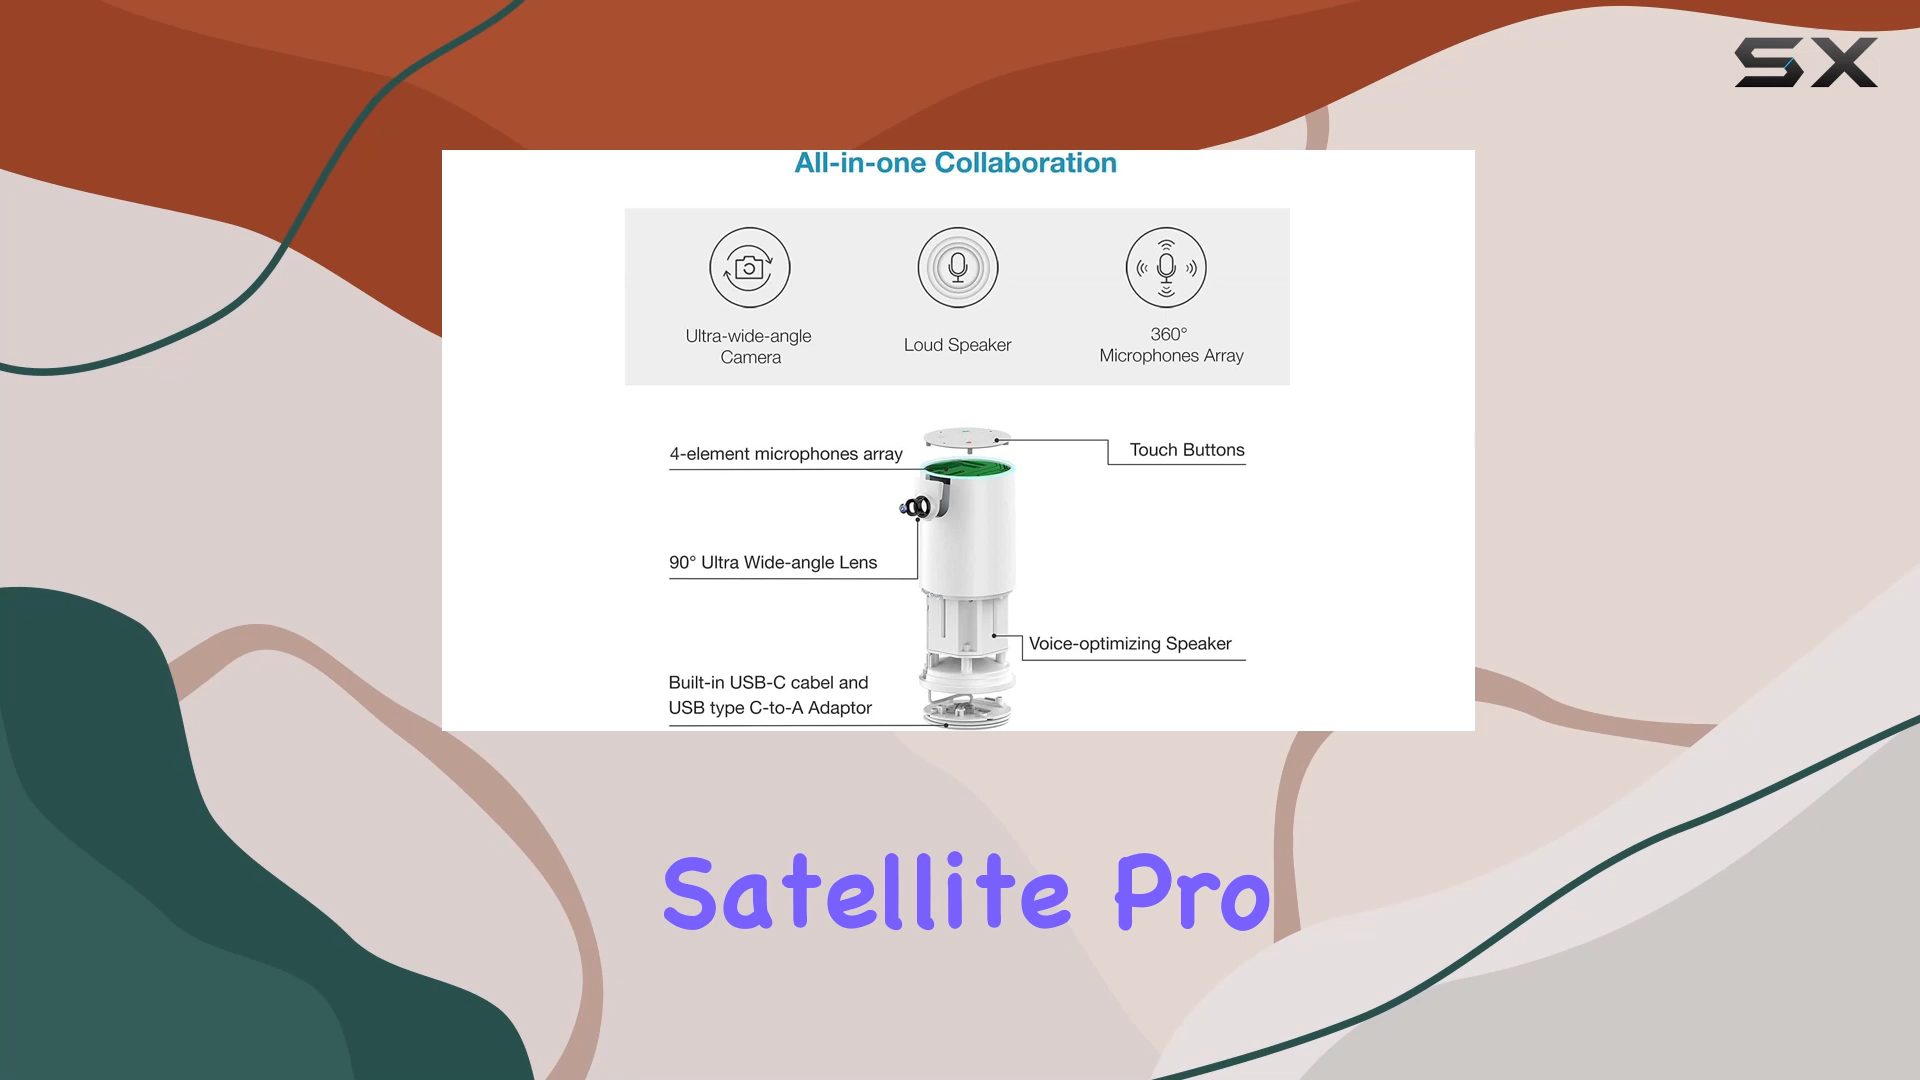 SX
All-in-one Collaboration
Ultra-wide-angle
Camera
Loud Speaker
360°
Microphones Array
4-element microphones array
Touch Buttons
90° Ultra Wide-angle Lens
Voice-optimizing Speaker
Built-in USB-C cabel and
USB type C-to-A Adaptor
Satellite Pro